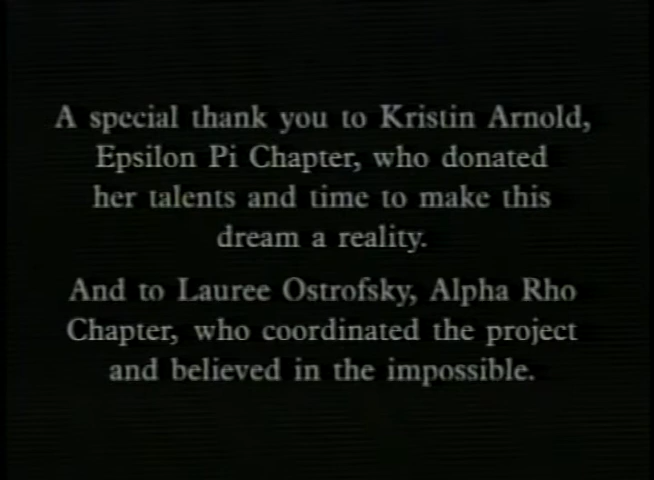 A special thank you to Kristin Arnold,
Epsilon Pi Chapter, who donated
her talents and time to make this
dream a reality.
And to Lauree Ostrofsky, Alpha Rho
Chapter, who coordinated the project
and believed in the impossible.